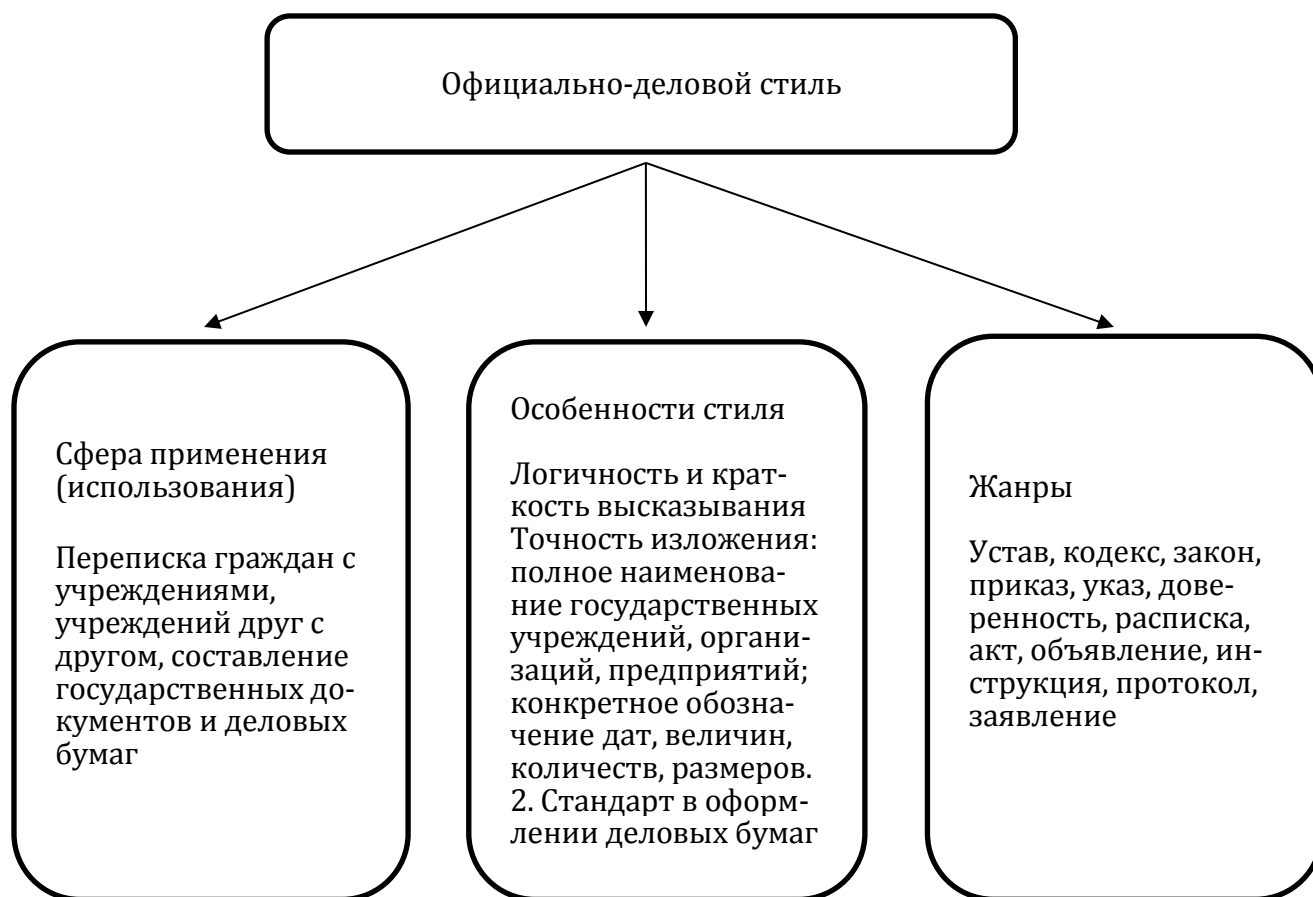 Официально-деловой стиль
Сфера применения
(использования)
Переписка граждан с
учреждениями,
учреждений друг с
другом, составление
государственных до-
кументов и деловых
бумаг
Особенности стиля
Логичность и крат-
кость высказывания
Точность изложения:
полное наименова-
ние государственных
учреждений, органи-
заций, предприятий;
конкретное обозна-
чение дат, величин,
количеств, размеров.
2. Стандарт в оформ-
лении деловых бумаг
Жанры
Устав, кодекс, закон,
приказ, указ, дове-
ренность, расписка,
акт, объявление, ин-
струкция, протокол,
заявление